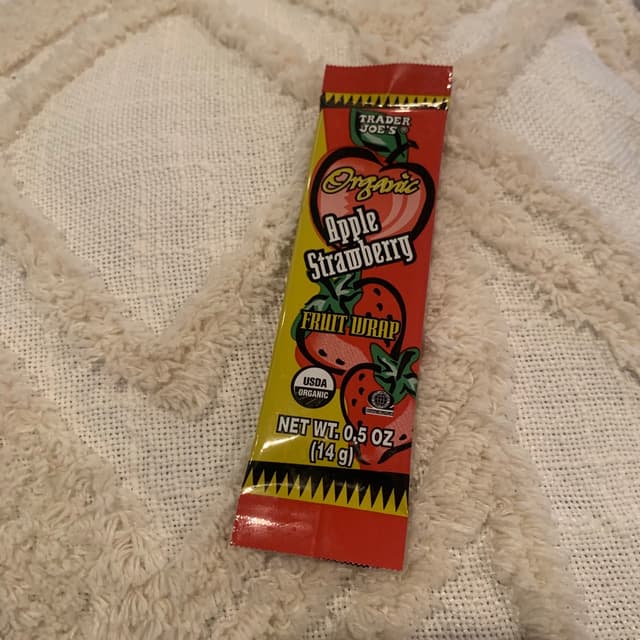 TRADER
JOE'S®
Organic
Apple
Strawberry
FRUIT WRAP
USDA
ORGANIC
NET WT. 0.5 OZ
(14 g)